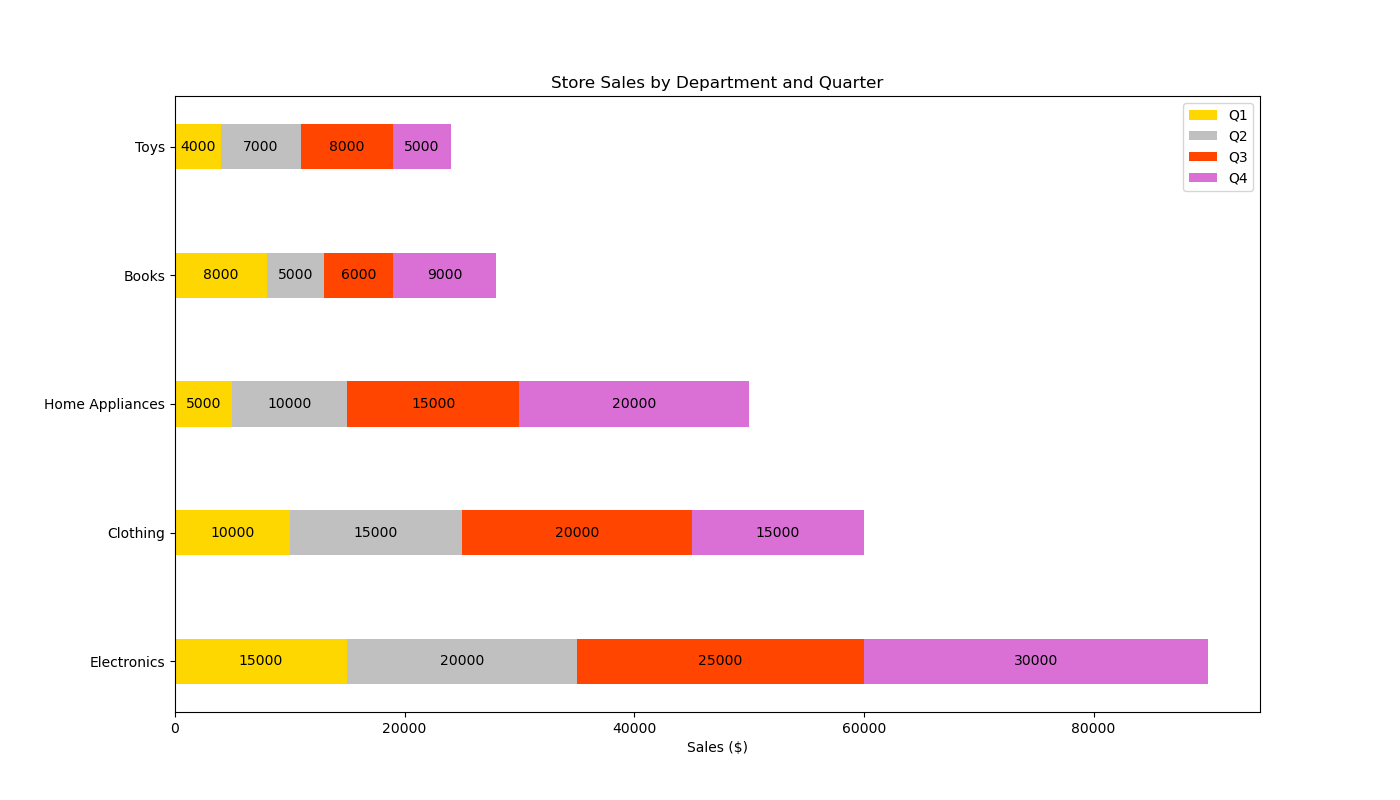 Store Sales by Department and Quarter
Q1
Q2
Q3
Q4
Toys 4000 7000 8000 5000
Books 8000 5000 6000 9000
Home Appliances 5000 10000 15000 20000
Clothing 10000 15000 20000 15000
Electronics 15000 20000 25000 30000
0 20000 40000 60000 80000
Sales ($)